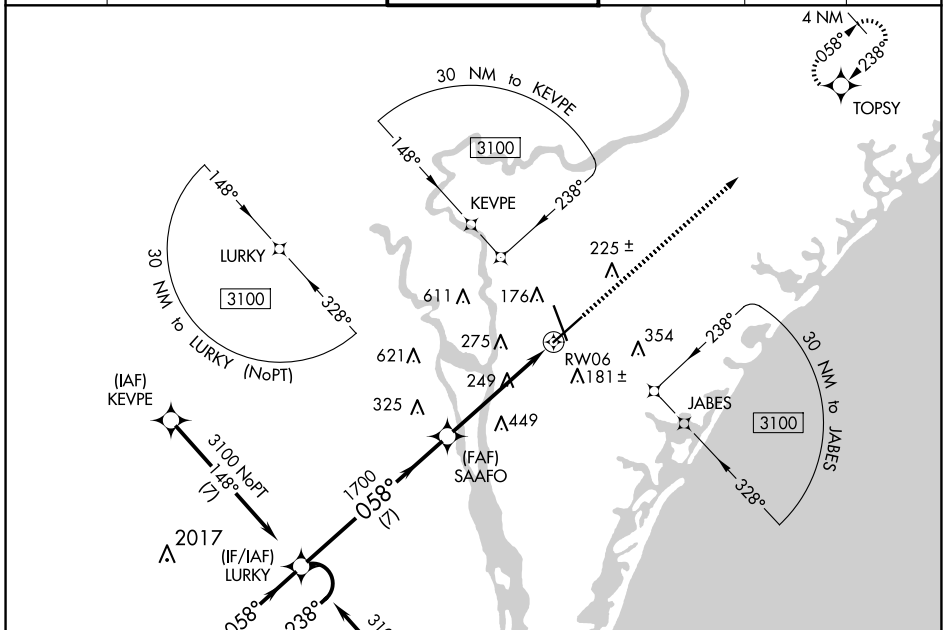 4 NM
058°
238°
TOPSY
30 NM to KEVPE
3100
148°
238°
KEVPE
148°
LURKY
3100
328°
30 NM to LURKY (NoPT)
225 ±
611
176
275
621
249
RW06
354
181 ±
325
449
238°
JABES
3100
30 NM to JABES
328°
(IAF)
KEVPE
3100 NoPT
148°
(7)
(FAF)
SAAFO
1700
058°
(7)
2017
(IF/IAF)
LURKY
058°
238°